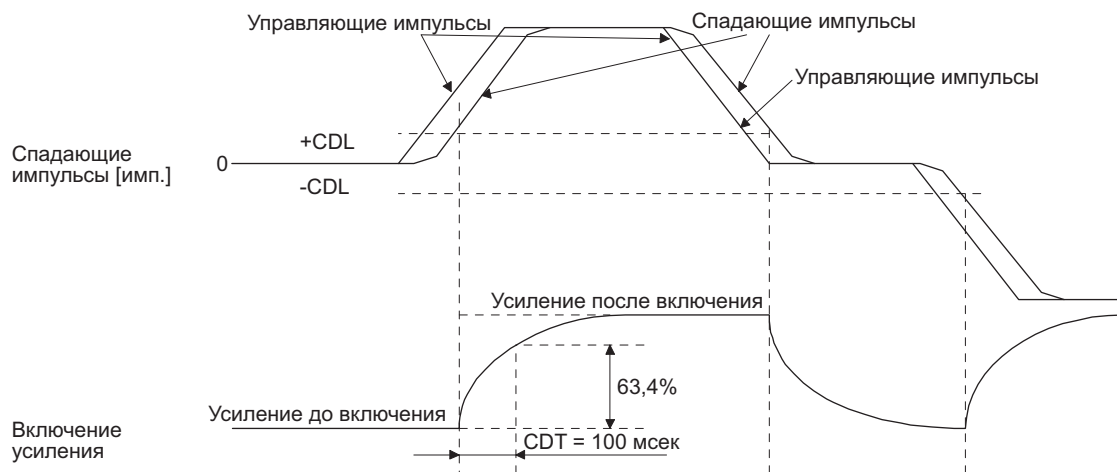 Управляющие импульсы
Спадающие импульсы
Управляющие импульсы
+CDL
Спадающие
импульсы [имп.]
0
-CDL
Усиление после включения
63,4%
Усиление до включения
CDT = 100 мсек
Включение
усиления